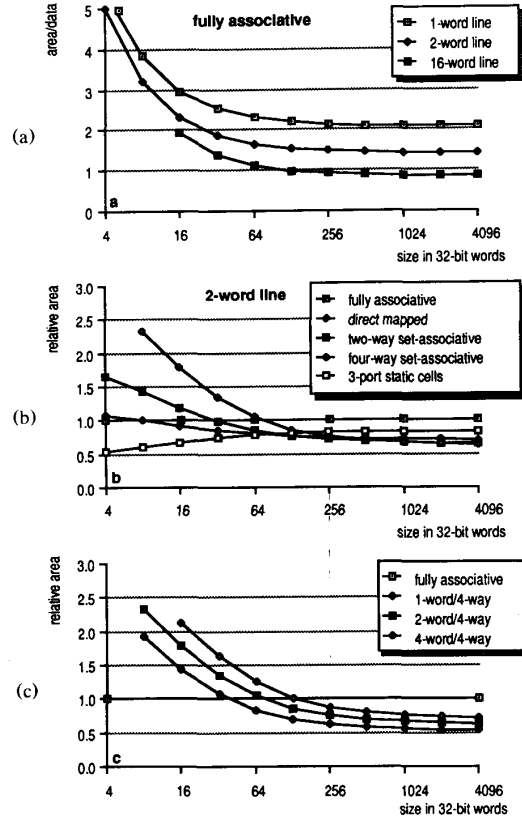 area/data
fully associative
1-word line
2-word line
16-word line
5
4
3
2
1
0
(a)
a
4
16
64
256
1024
4096
size in 32-bit words
relative area
2-word line
fully associative
direct mapped
two-way set-associative
four-way set-associative
3-port static cells
3.0
2.5
2.0
1.5
1.0
0.5
0.0
(b)
b
4
16
64
256
1024
4096
size in 32-bit words
relative area
fully associative
1-word/4-way
2-word/4-way
4-word/4-way
3.0
2.5
2.0
1.5
1.0
0.5
0.0
(c)
c
4
16
64
256
1024
4096
size in 32-bit words